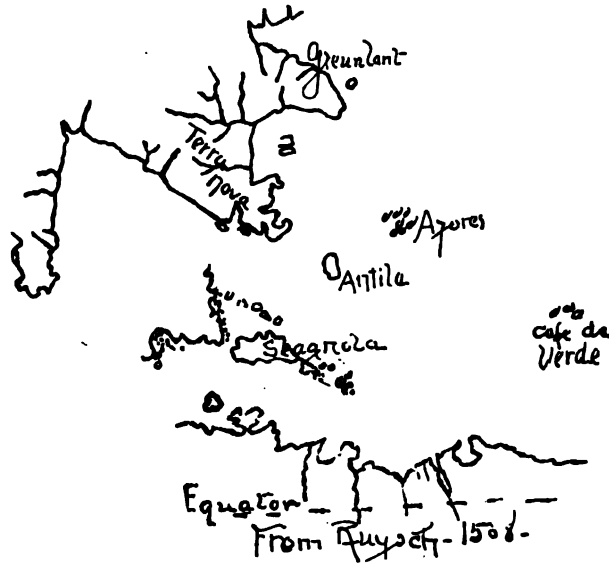 Greunlant
Terra
Nova
Azores
Antila
Spagnola
Cape de
Verde
Equator
From Ruysch - 1508 -